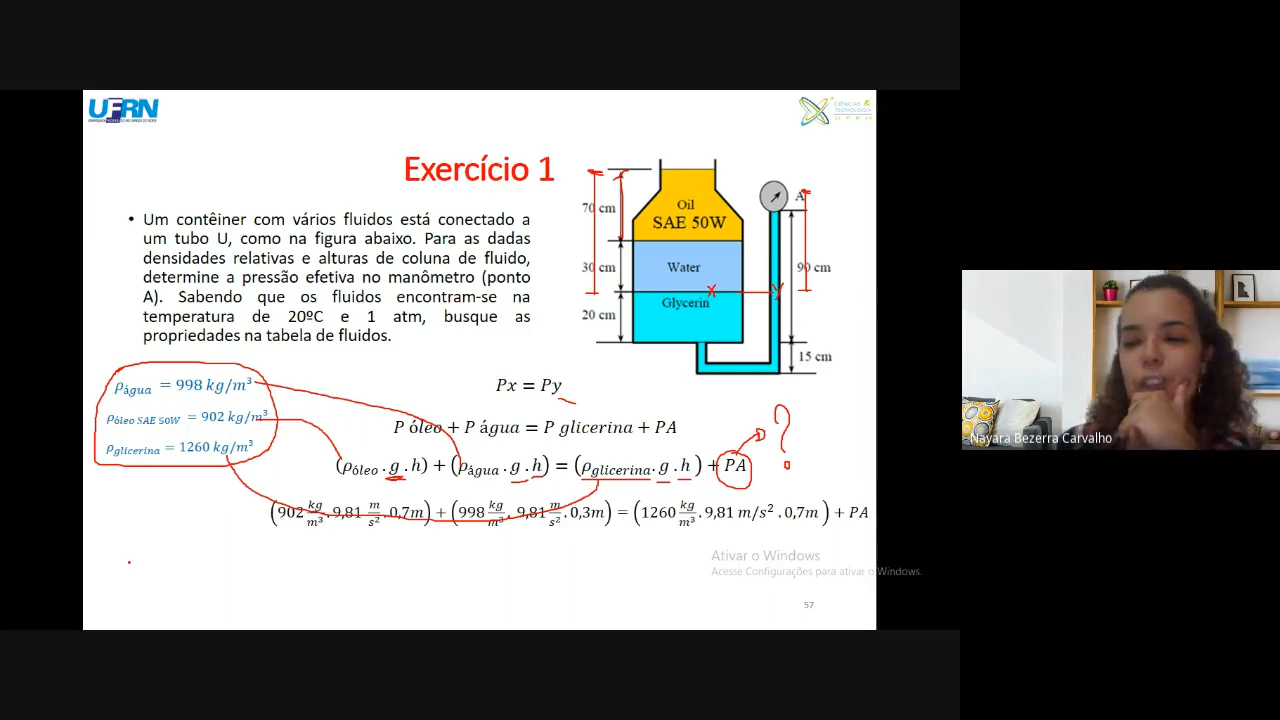 UFRN
CIÊNCIAS
TECNOLOGIA
UFRN
Exercício 1
• Um contêiner com vários fluidos está conectado a
um tubo U, como na figura abaixo. Para as dadas
densidades relativas e alturas de coluna de fluido,
determine a pressão efetiva no manômetro (ponto
A). Sabendo que os fluidos encontram-se na
temperatura de 20ºC e 1 atm, busque as
propriedades na tabela de fluidos.
70 cm
Oil
SAE 50W
A
30 cm
Water
90 cm
X
Y
Glycerin
20 cm
15 cm
ρágua = 998 kg/m³
ρóleo SAE 50W = 902 kg/m³
ρglicerina = 1260 kg/m³
Px = Py
P óleo + P água = P glicerina + PA
?
(ρóleo . g . h) + (ρágua . g . h) = (ρglicerina . g . h ) + PA
(902 kg/m³ . 9,81 m/s² . 0,7m) + (998 kg/m³ . 9,81 m/s² . 0,3m) = (1260 kg/m³ . 9,81 m/s² . 0,7m ) + PA
Ativar o Windows
Acesse Configurações para ativar o Windows.
57
Nayara Bezerra Carvalho